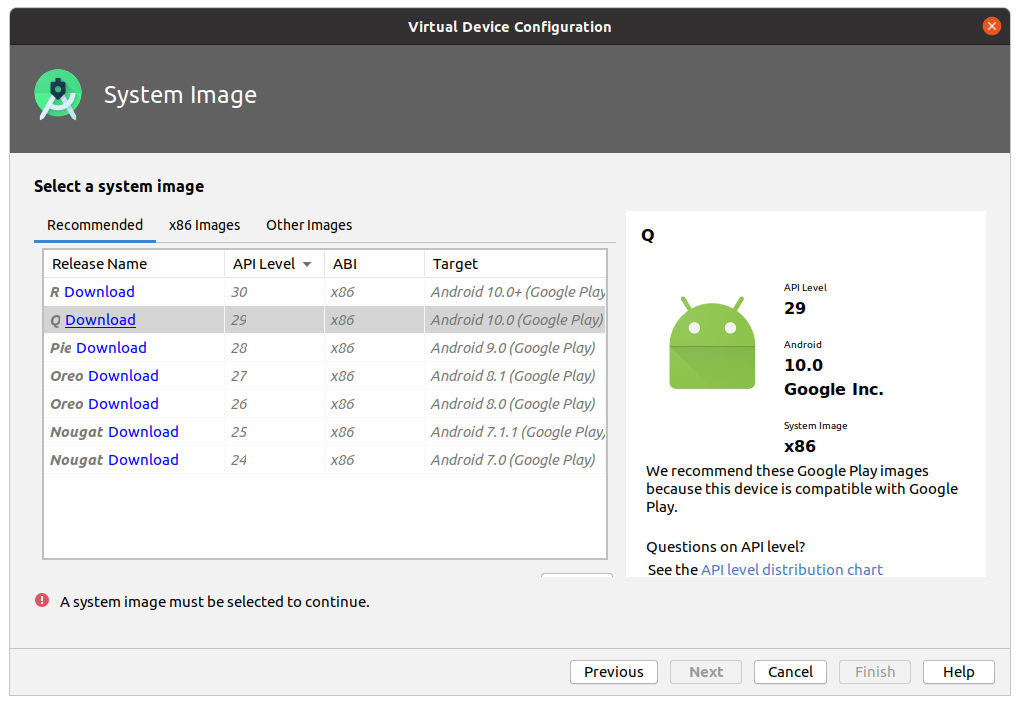 Virtual Device Configuration
System Image
Select a system image
Recommended x86 Images Other Images
Release Name API Level ABI Target
R Download 30 x86 Android 10.0+ (Google Play
Q Download 29 x86 Android 10.0 (Google Play)
Pie Download 28 x86 Android 9.0 (Google Play)
Oreo Download 27 x86 Android 8.1 (Google Play)
Oreo Download 26 x86 Android 8.0 (Google Play)
Nougat Download 25 x86 Android 7.1.1 (Google Play)
Nougat Download 24 x86 Android 7.0 (Google Play)
Q
API Level
29
Android
10.0
Google Inc.
System Image
x86
We recommend these Google Play images
because this device is compatible with Google
Play.
Questions on API level?
See the API level distribution chart
A system image must be selected to continue.
Previous Next Cancel Finish Help